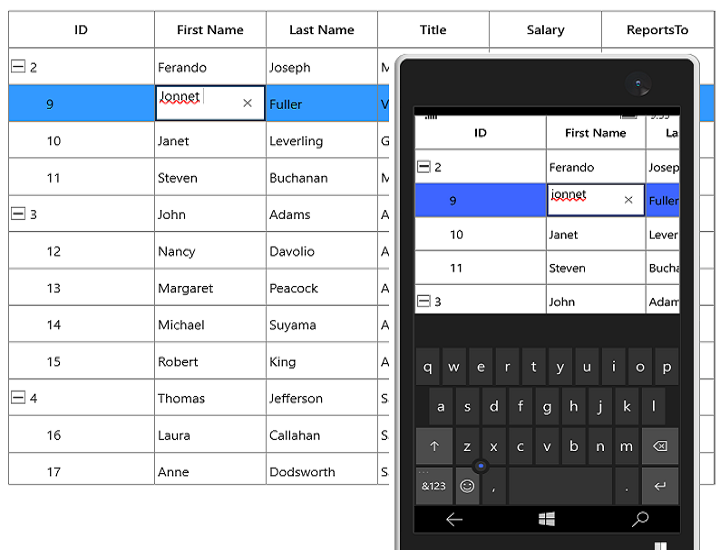 ID First Name Last Name Title Salary ReportsTo
2 Ferando Joseph M
9 Jonnet Fuller V
10 Janet Leverling G
11 Steven Buchanan M
3 John Adams A
12 Nancy Davolio A
13 Margaret Peacock A
14 Michael Suyama A
15 Robert King A
4 Thomas Jefferson S
16 Laura Callahan S
17 Anne Dodsworth S
ID First Name La
2 Ferando Josep
9 jonnet Fuller
10 Janet Lever
11 Steven Bucha
3 John Adam
q w e r t y u i o p
a s d f g h j k l
z x c v b n m
&123 , .